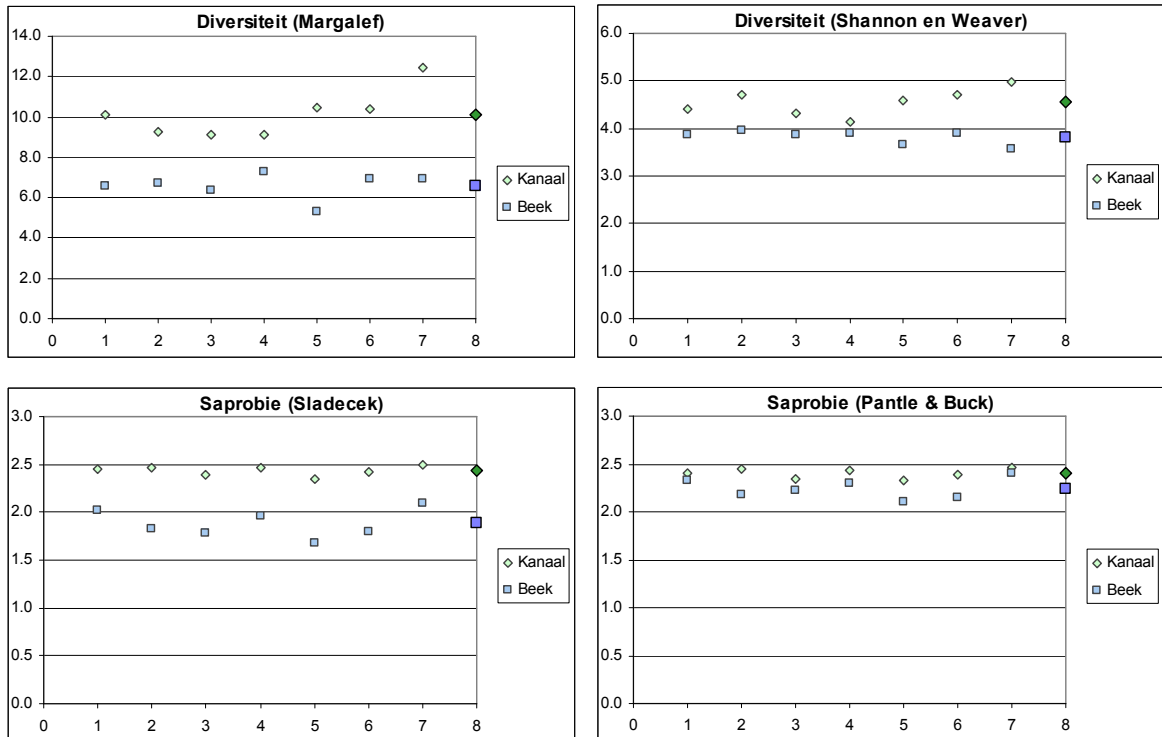 Diversiteit (Margalef)
14.0
12.0
10.0
8.0
6.0
4.0
2.0
0.0
0 1 2 3 4 5 6 7 8
Kanaal
Beek
Diversiteit (Shannon en Weaver)
6.0
5.0
4.0
3.0
2.0
1.0
0.0
0 1 2 3 4 5 6 7 8
Kanaal
Beek
Saprobie (Sladecek)
3.0
2.5
2.0
1.5
1.0
0.5
0.0
0 1 2 3 4 5 6 7 8
Kanaal
Beek
Saprobie (Pantle & Buck)
3.0
2.5
2.0
1.5
1.0
0.5
0.0
0 1 2 3 4 5 6 7 8
Kanaal
Beek